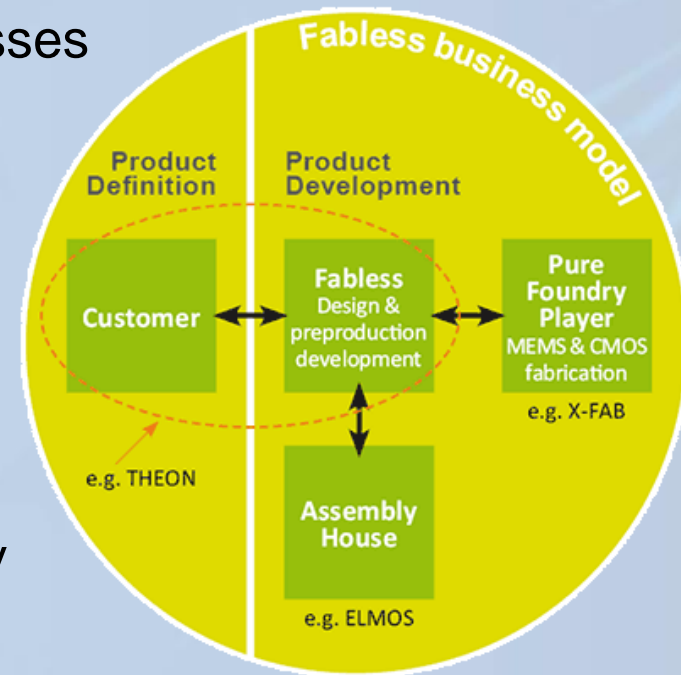 Fabless business model
Product
Definition
Product
Development
Customer
Fabless
Design &
preproduction
development
Pure
Foundry
Player
MEMS & CMOS
fabrication
e.g. X-FAB
e.g. THEON
Assembly
House
e.g. ELMOS